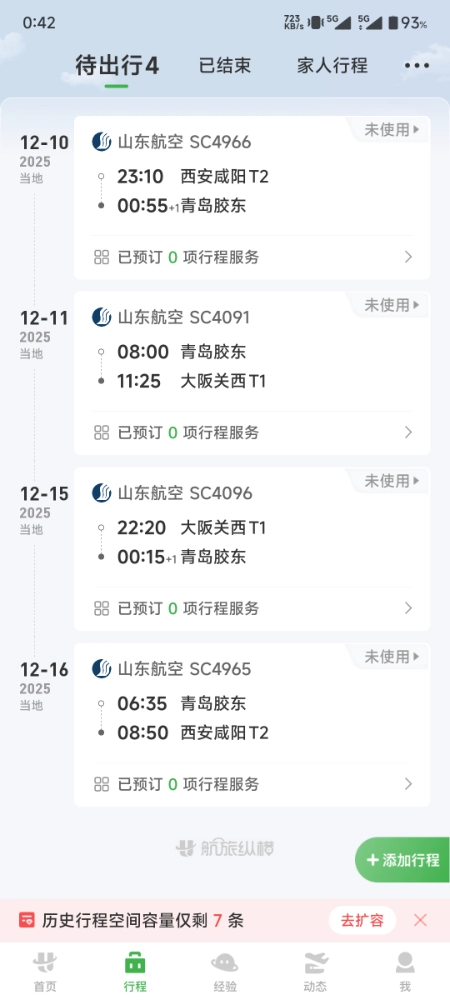 0:42
723 KB/s 5G 5G 93%
待出行4 已结束 家人行程
12-10
2025
当地
山东航空 SC4966
未使用
23:10 西安咸阳T2
00:55+1 青岛胶东
已预订 0 项行程服务
12-11
2025
当地
山东航空 SC4091
未使用
08:00 青岛胶东
11:25 大阪关西T1
已预订 0 项行程服务
12-15
2025
当地
山东航空 SC4096
未使用
22:20 大阪关西T1
00:15+1 青岛胶东
已预订 0 项行程服务
12-16
2025
当地
山东航空 SC4965
未使用
06:35 青岛胶东
08:50 西安咸阳T2
已预订 0 项行程服务
航旅纵横
+添加行程
历史行程空间容量仅剩 7 条 去扩容
首页 行程 经验 动态 我